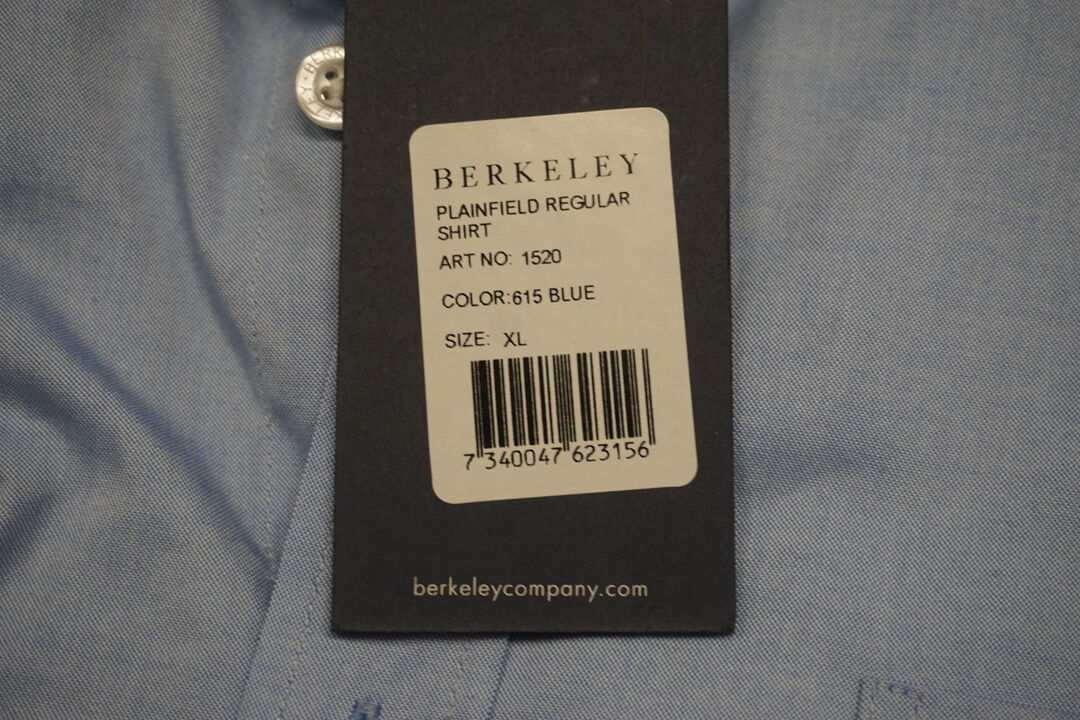 BERKELEY
PLAINFIELD REGULAR
SHIRT
ART NO: 1520
COLOR:615 BLUE
SIZE: XL
7 340047 623156
berkeleycompany.com